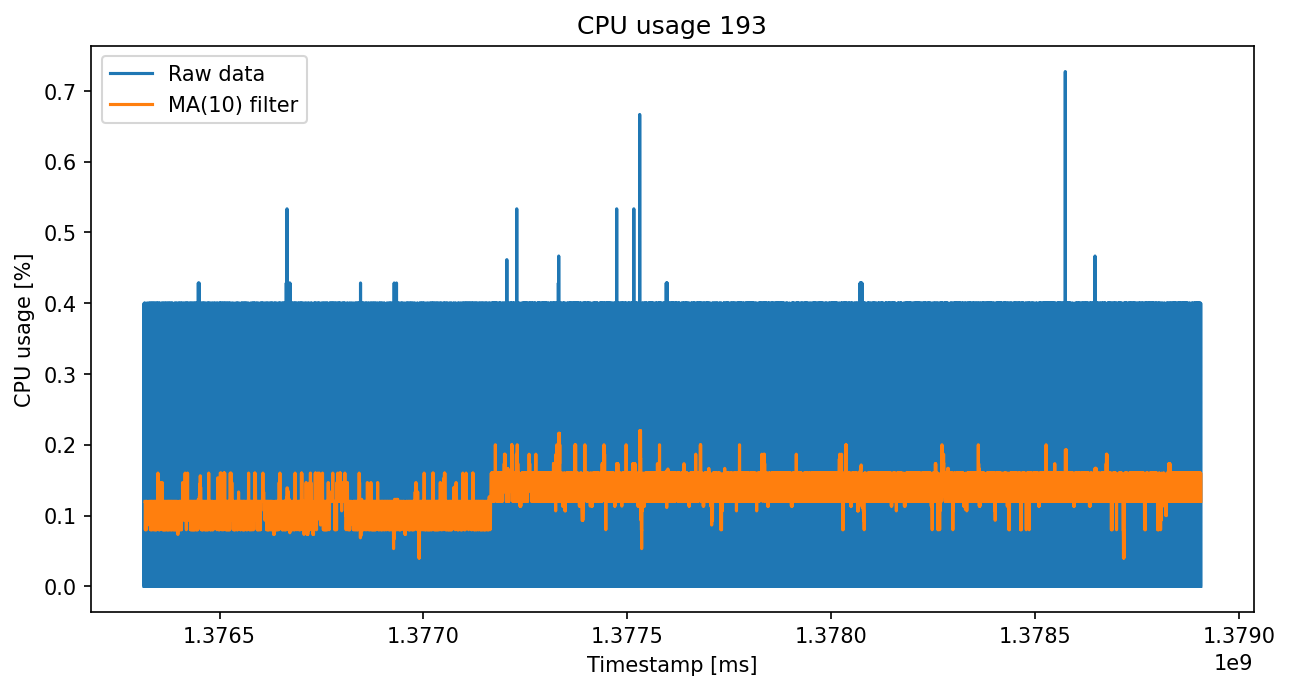 CPU usage 193
Raw data
MA(10) filter
CPU usage [%]
0.7
0.6
0.5
0.4
0.3
0.2
0.1
0.0
1.3765 1.3770 1.3775 1.3780 1.3785 1.3790
Timestamp [ms]
1e9